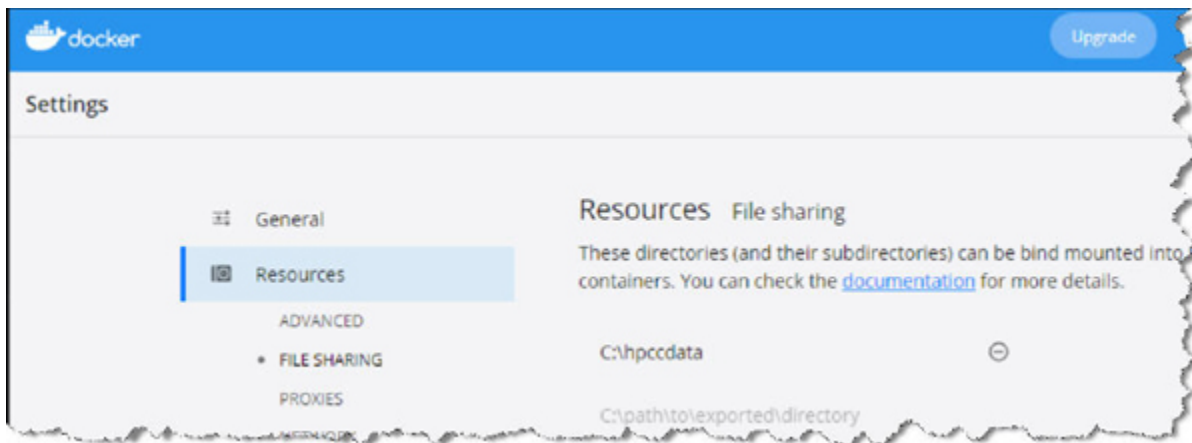 docker
Upgrade
Settings
General
Resources
ADVANCED
FILE SHARING
PROXIES
NETWORK
Resources File sharing
These directories (and their subdirectories) can be bind mounted into
containers. You can check the documentation for more details.
C:\hpccdata
C:\path\to\exported\directory